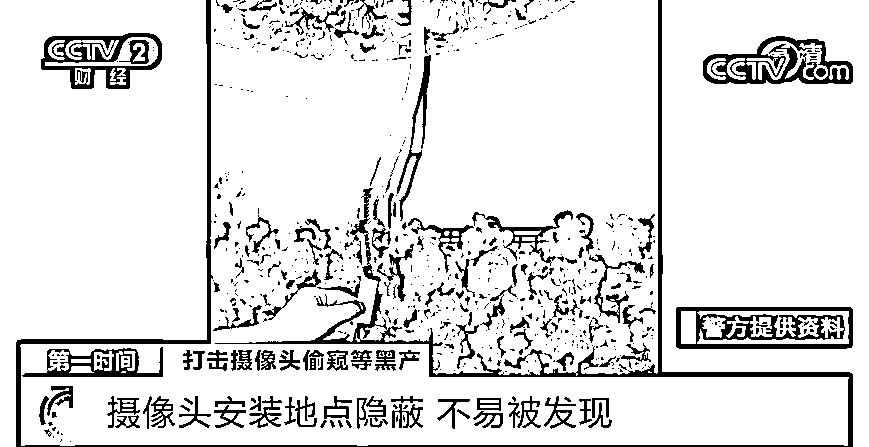 CCTV 2
财经
高清
CCTV.com
警方提供资料
第一时间
打击摄像头偷窥等黑产
摄像头安装地点隐蔽 不易被发现